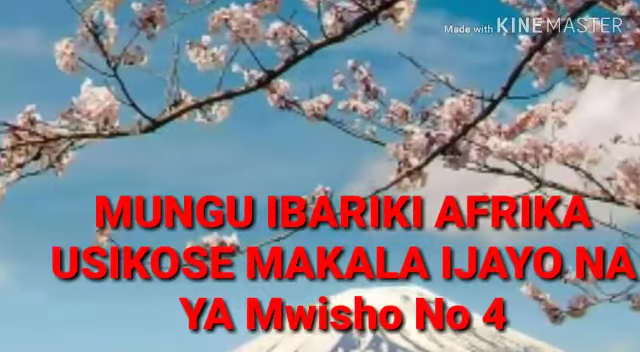 Made with KINEMASTER
MUNGU IBARIKI AFRIKA
USIKOSE MAKALA IJAYO NA
YA Mwisho No 4